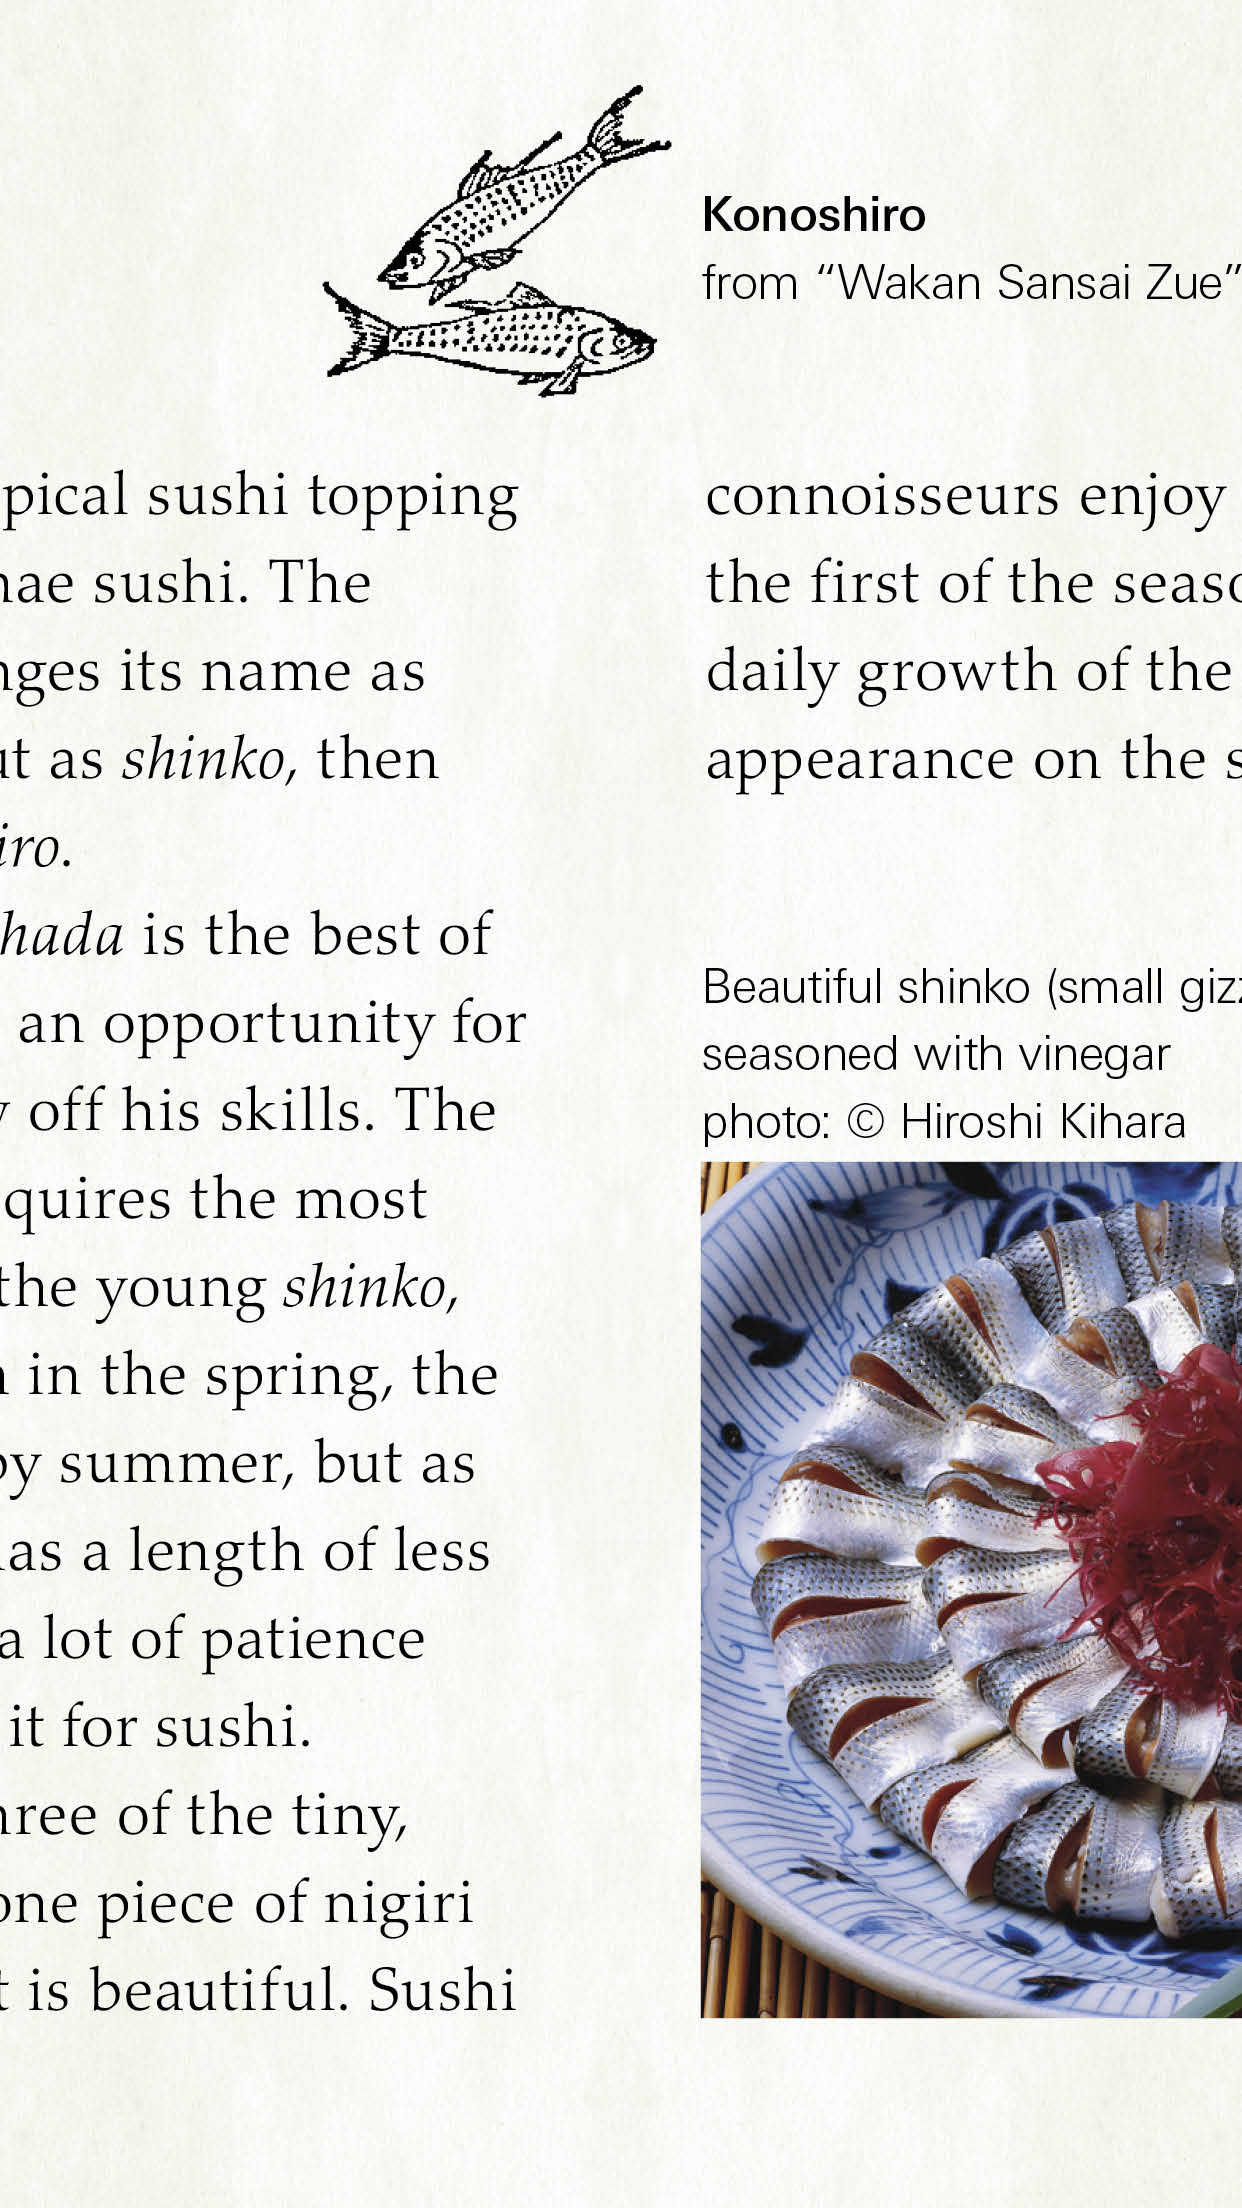 Konoshiro
from “Wakan Sansai Zue”
pical sushi topping
nae sushi. The
nges its name as
ut as shinko, then
iro.
hada is the best of
an opportunity for
off his skills. The
quires the most
the young shinko,
in the spring, the
by summer, but as
as a length of less
a lot of patience
it for sushi.
hree of the tiny,
one piece of nigiri
t is beautiful. Sushi
connoisseurs enjoy
the first of the seaso
daily growth of the
appearance on the s
Beautiful shinko (small giz
seasoned with vinegar
photo: © Hiroshi Kihara